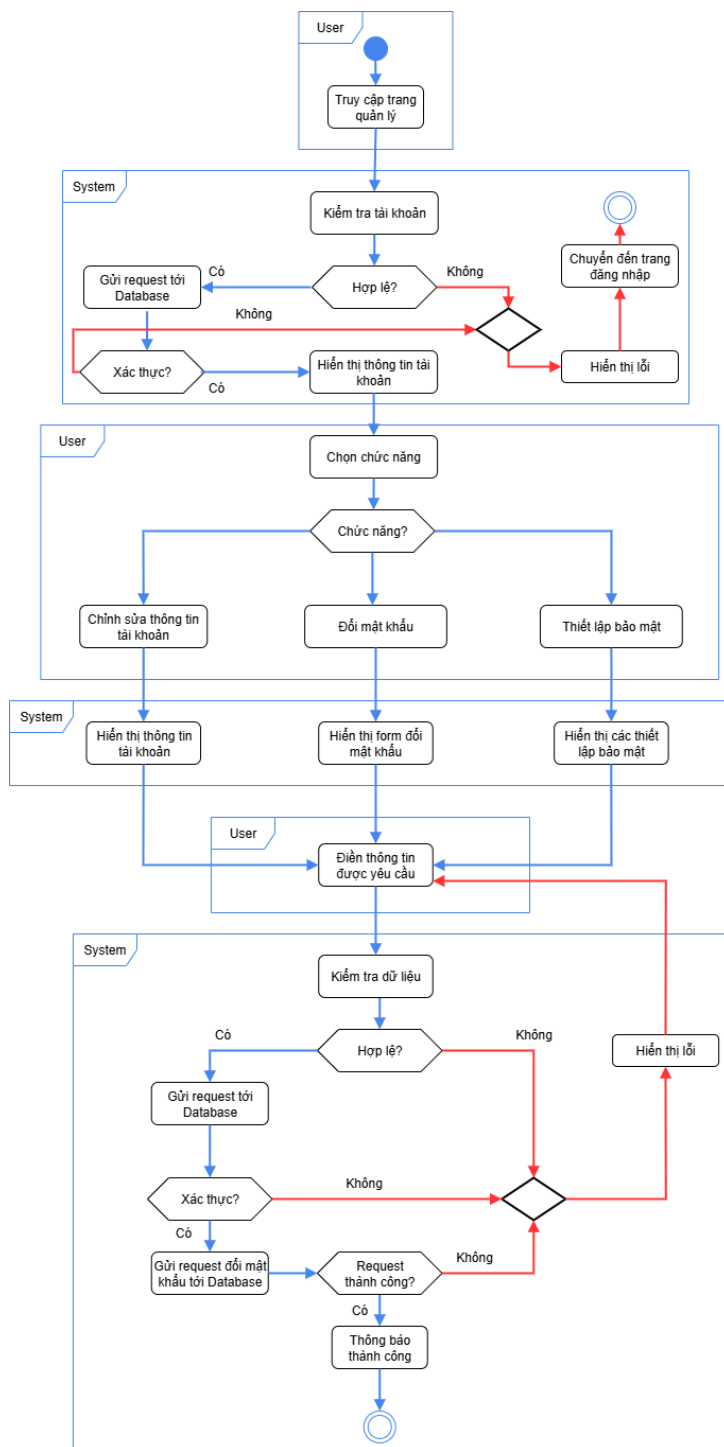 User
Truy cập trang
quản lý
System
Kiểm tra tài khoản
Chuyển đến trang
đăng nhập
Gửi request tới
Database
Có
Hợp lệ?
Không
Không
Xác thực?
Có
Hiển thị thông tin tài
khoản
Hiển thị lỗi
User
Chọn chức năng
Chức năng?
Chỉnh sửa thông tin
tài khoản
Đổi mật khẩu
Thiết lập bảo mật
System
Hiển thị thông tin
tài khoản
Hiển thị form đổi
mật khẩu
Hiển thị các thiết
lập bảo mật
User
Điền thông tin
được yêu cầu
System
Kiểm tra dữ liệu
Có
Hợp lệ?
Không
Hiển thị lỗi
Gửi request tới
Database
Xác thực?
Không
Có
Gửi request đổi mật
khẩu tới Database
Request
thành công?
Không
Có
Thông báo
thành công